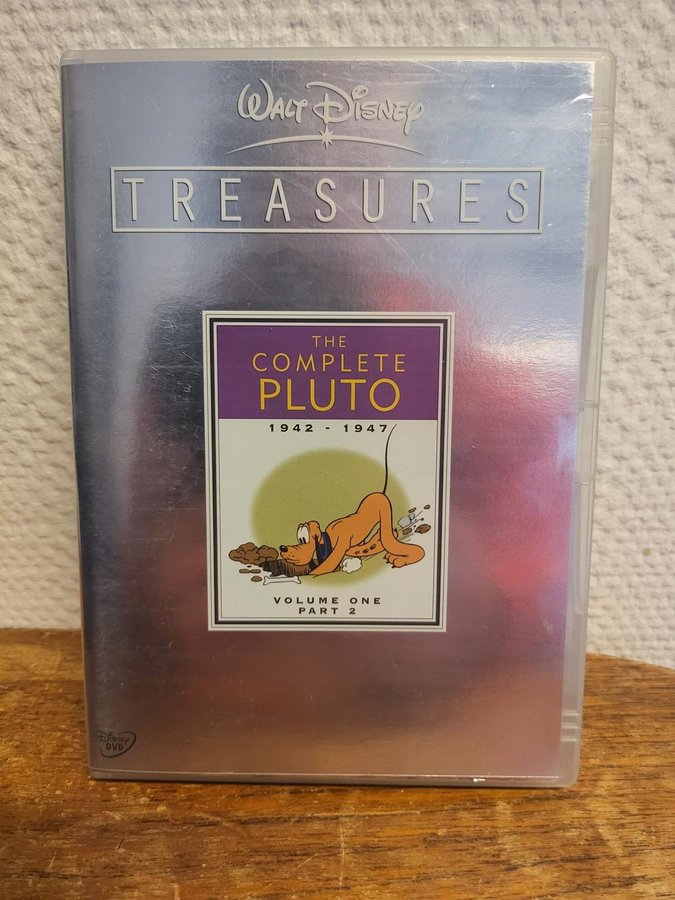 WALT DISNEY
TREASURES
THE
COMPLETE
PLUTO
1942 - 1947
VOLUME ONE
PART 2
DISNEY
DVD